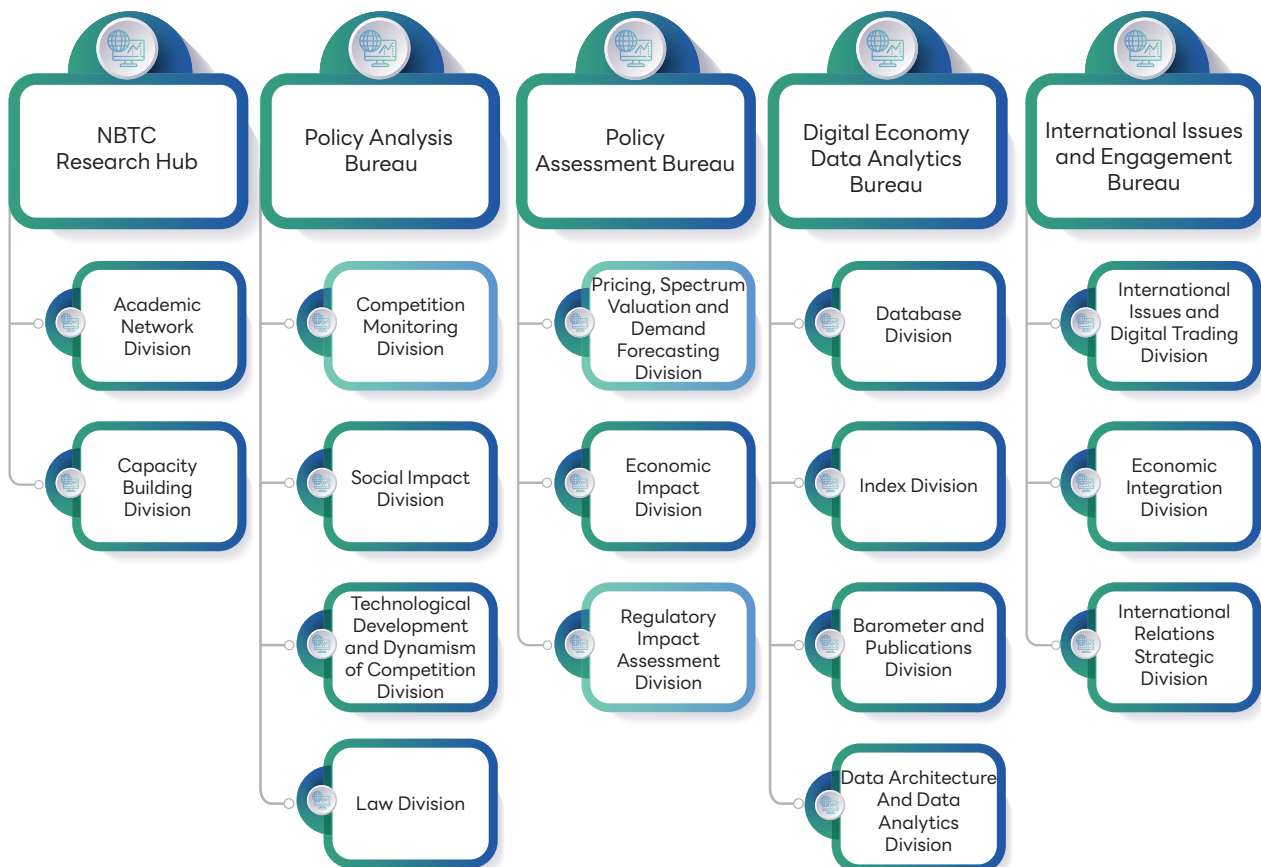 NBTC
Research Hub
Academic
Network
Division
Capacity
Building
Division
Policy Analysis
Bureau
Competition
Monitoring
Division
Social Impact
Division
Technological
Development
and Dynamism
of Competition
Division
Law Division
Policy
Assessment Bureau
Pricing, Spectrum
Valuation and
Demand
Forecasting
Division
Economic
Impact
Division
Regulatory
Impact
Assessment
Division
Digital Economy
Data Analytics
Bureau
Database
Division
Index Division
Barometer and
Publications
Division
Data Architecture
And Data
Analytics
Division
International Issues
and Engagement
Bureau
International
Issues and
Digital Trading
Division
Economic
Integration
Division
International
Relations
Strategic
Division